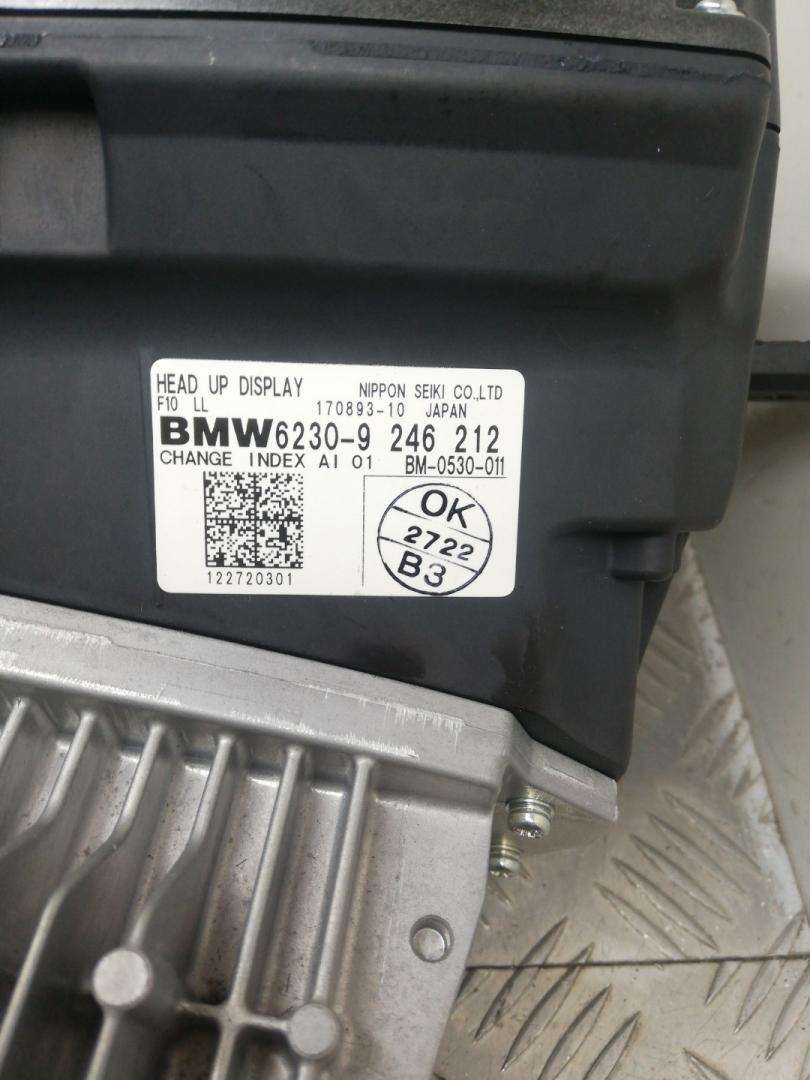 HEAD UP DISPLAY NIPPON SEIKI CO.,LTD
F10 LL 170893-10 JAPAN
BMW6230-9 246 212
CHANGE INDEX AI 01 BM-0530-011
OK
2722
B3
122720301